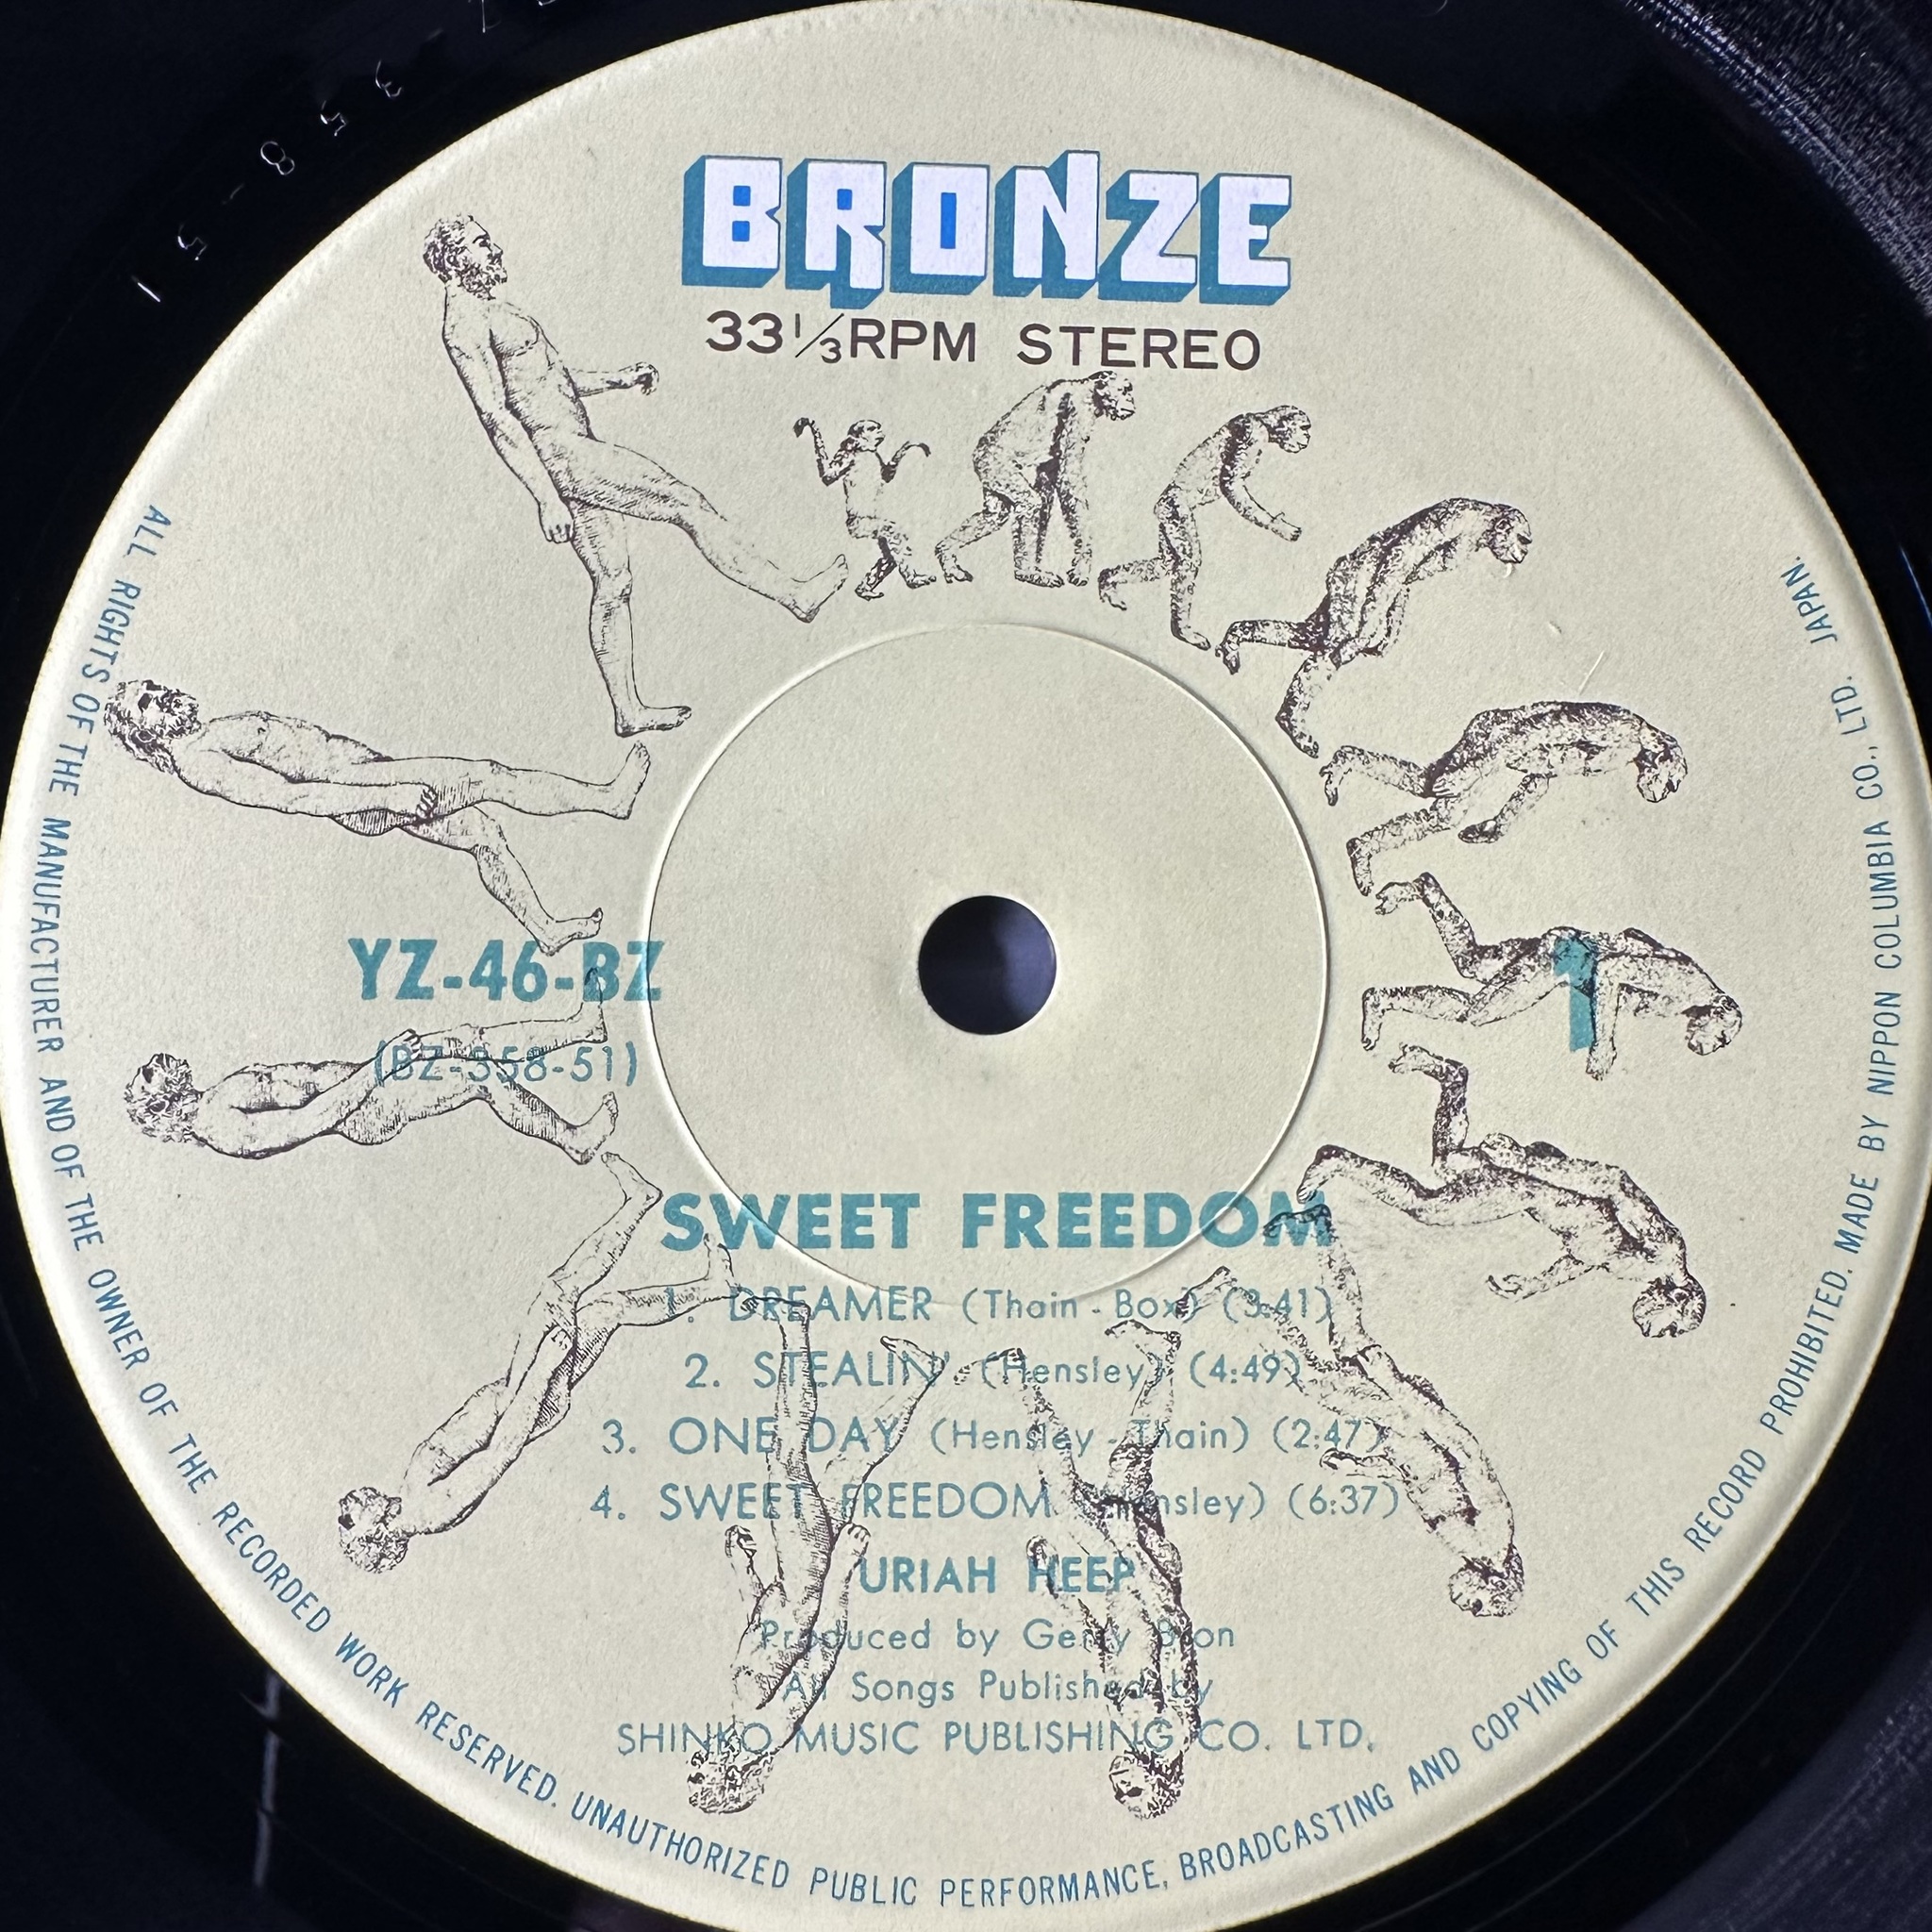 BRONZE
33 1/3 RPM STEREO
YZ-46-BZ
(BZ-358-51)
1
SWEET FREEDOM
1. DREAMER (Thain - Box) (3:41)
2. STEALIN' (Hensley) (4:49)
3. ONE DAY (Hensley - Thain) (2:47)
4. SWEET FREEDOM (Hensley) (6:37)
URIAH HEEP
Produced by Gerry Bron
All Songs Published by
SHINKO MUSIC PUBLISHING CO. LTD.
ALL RIGHTS OF THE MANUFACTURER AND OF THE OWNER OF THE RECORDED WORK RESERVED. UNAUTHORIZED PUBLIC PERFORMANCE, BROADCASTING AND COPYING OF THIS RECORD PROHIBITED. MADE BY NIPPON COLUMBIA CO., LTD. JAPAN.